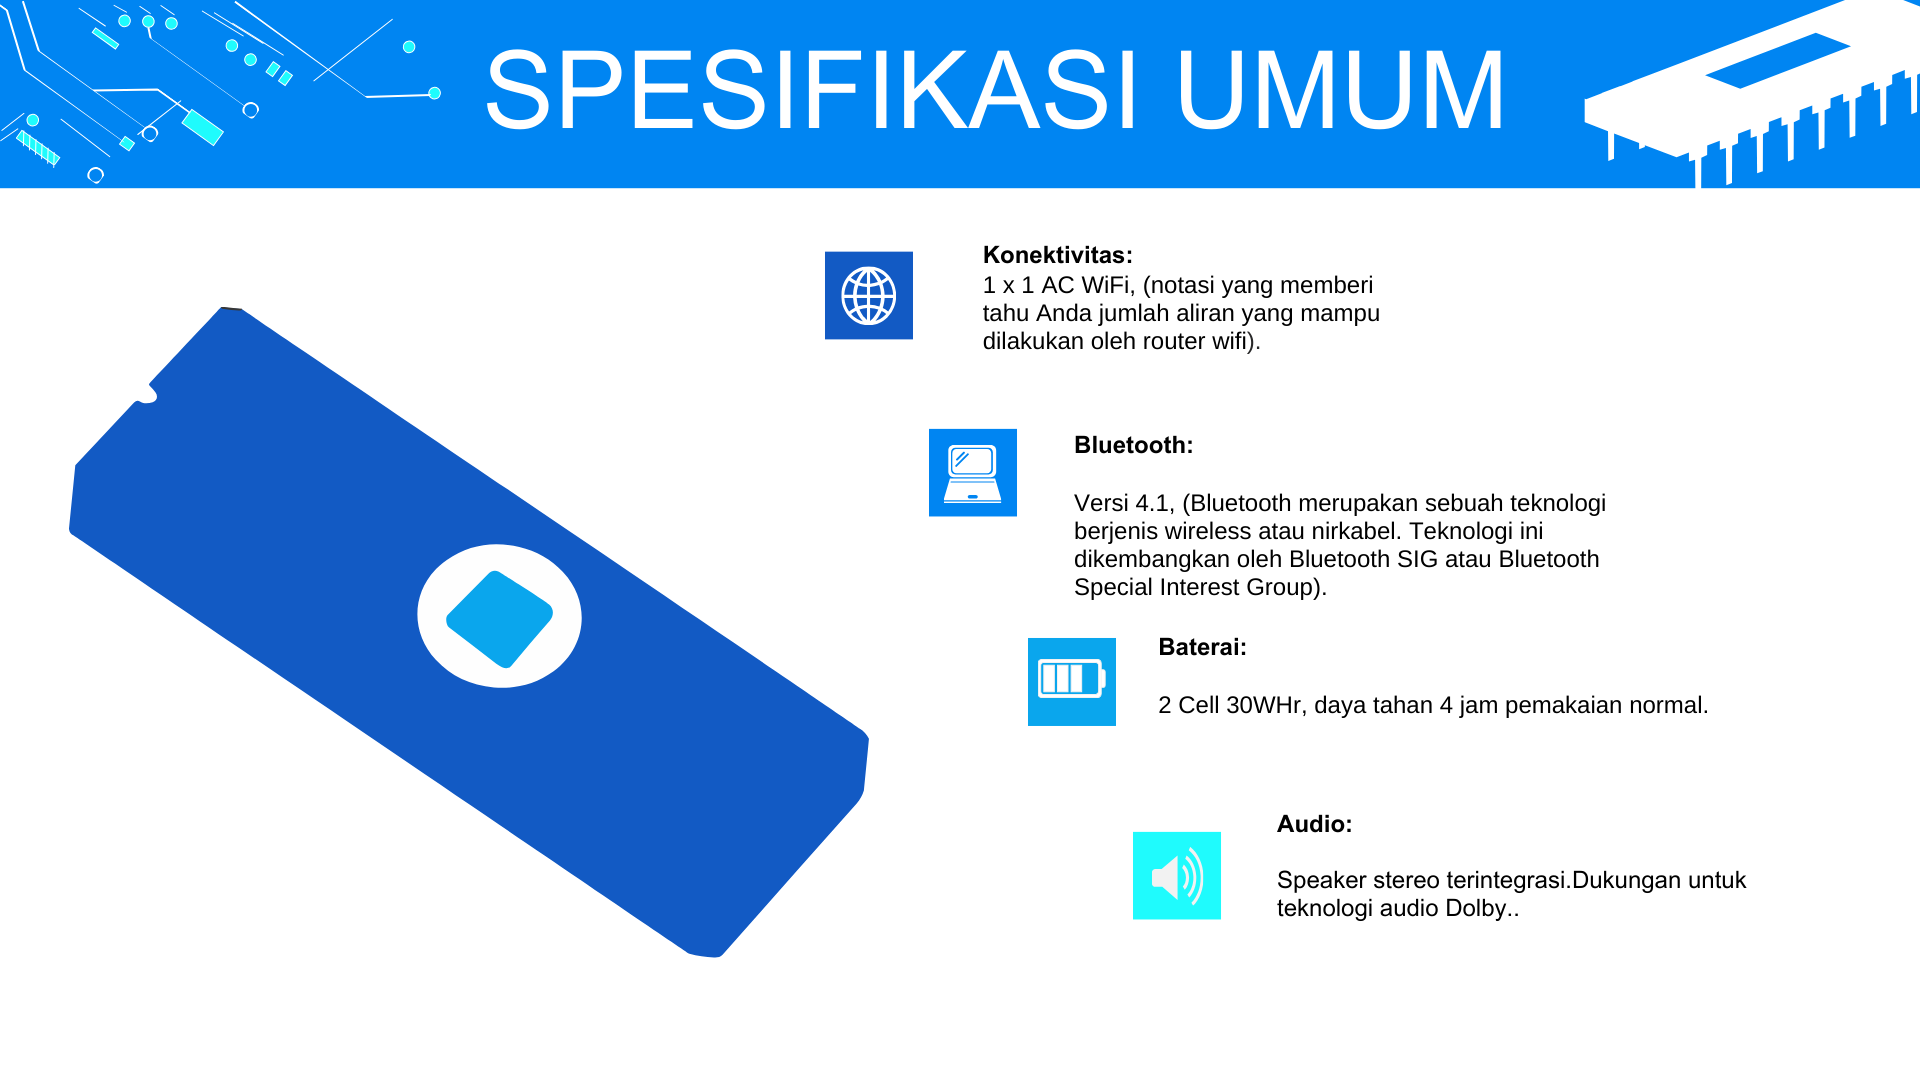 SPESIFIKASI UMUM
Konektivitas:
1 x 1 AC WiFi, (notasi yang memberi
tahu Anda jumlah aliran yang mampu
dilakukan oleh router wifi).
Bluetooth:
Versi 4.1, (Bluetooth merupakan sebuah teknologi
berjenis wireless atau nirkabel. Teknologi ini
dikembangkan oleh Bluetooth SIG atau Bluetooth
Special Interest Group).
Baterai:
2 Cell 30WHr, daya tahan 4 jam pemakaian normal.
Audio:
Speaker stereo terintegrasi.Dukungan untuk
teknologi audio Dolby..